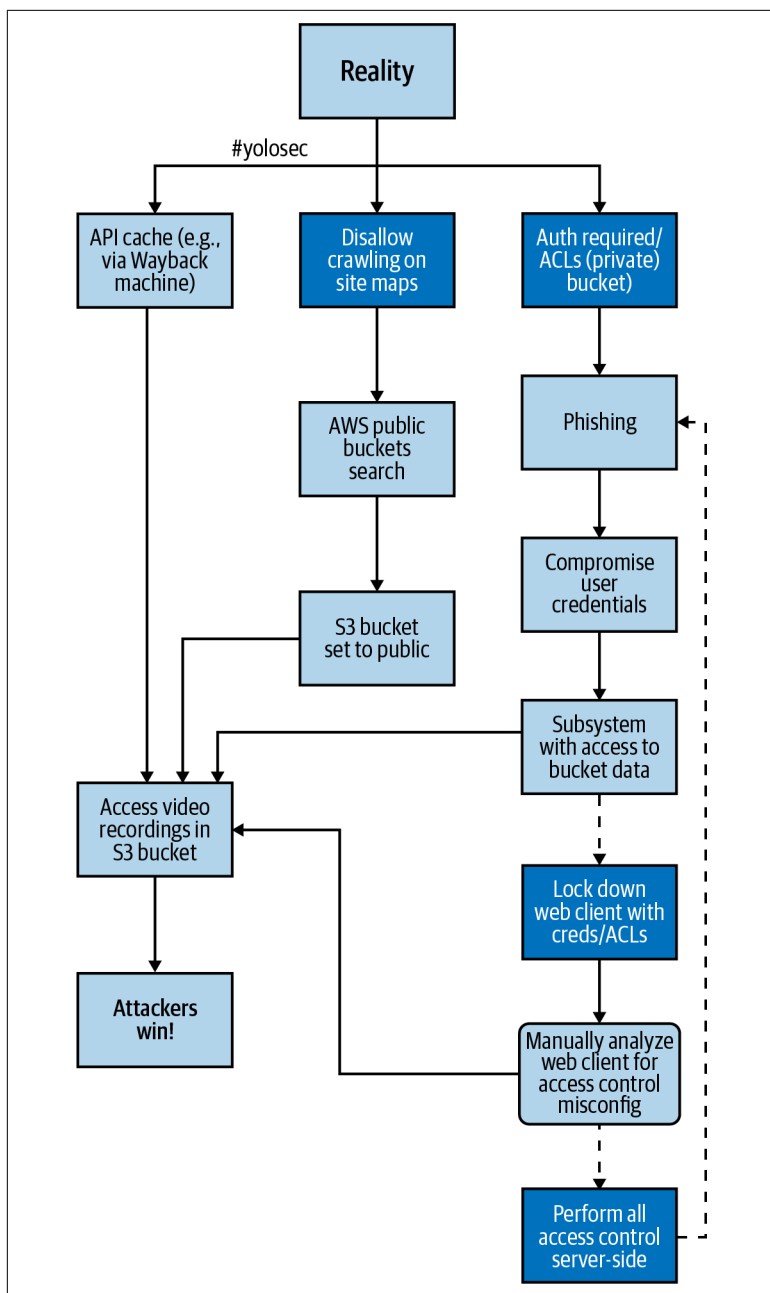 Reality
#yolosec
API cache (e.g.,
via Wayback
machine)
Disallow
crawling on
site maps
Auth required/
ACLs (private)
bucket)
AWS public
buckets
search
Phishing
Compromise
user
credentials
S3 bucket
set to public
Subsystem
with access to
bucket data
Access video
recordings in
S3 bucket
Lock down
web client with
creds/ACLs
Attackers
win!
Manually analyze
web client for
access control
misconfig
Perform all
access control
server-side